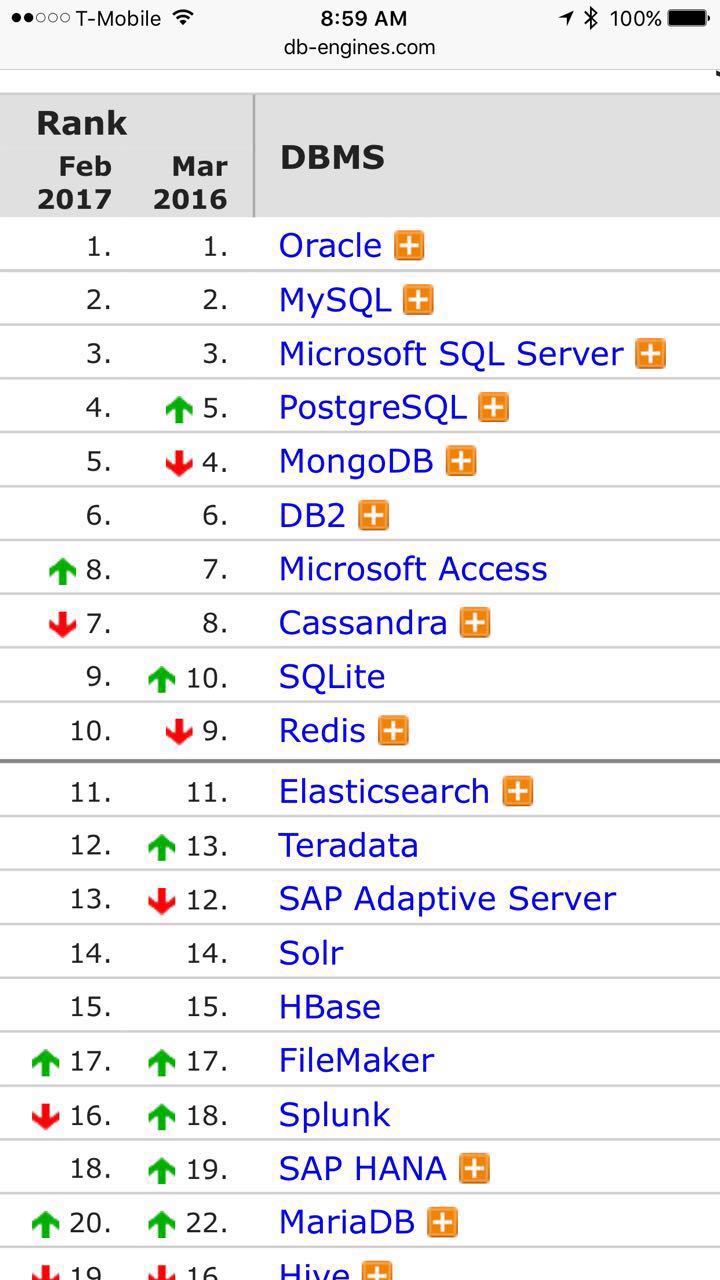 T-Mobile 8:59 AM 100%
db-engines.com
Rank
Feb 2017 Mar 2016 DBMS
1. 1. Oracle
2. 2. MySQL
3. 3. Microsoft SQL Server
4. 5. PostgreSQL
5. 4. MongoDB
6. 6. DB2
8. 7. Microsoft Access
7. 8. Cassandra
9. 10. SQLite
10. 9. Redis
11. 11. Elasticsearch
12. 13. Teradata
13. 12. SAP Adaptive Server
14. 14. Solr
15. 15. HBase
17. 17. FileMaker
16. 18. Splunk
18. 19. SAP HANA
20. 22. MariaDB
19. 16. Hive